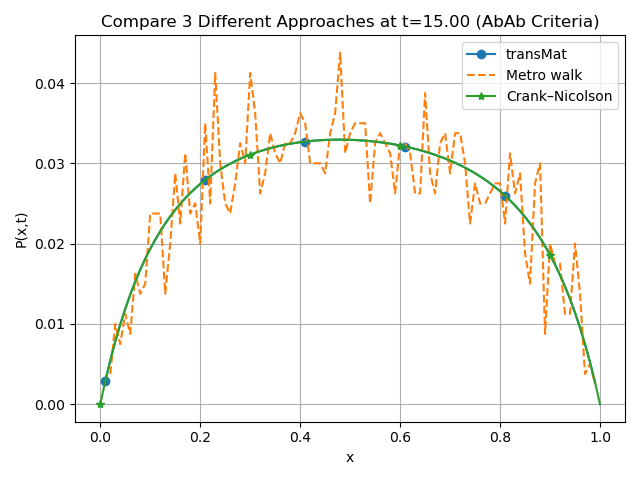 Compare 3 Different Approaches at t=15.00 (AbAb Criteria)
transMat
Metro walk
Crank–Nicolson
P(x,t)
0.04
0.03
0.02
0.01
0.00
0.0 0.2 0.4 0.6 0.8 1.0
x